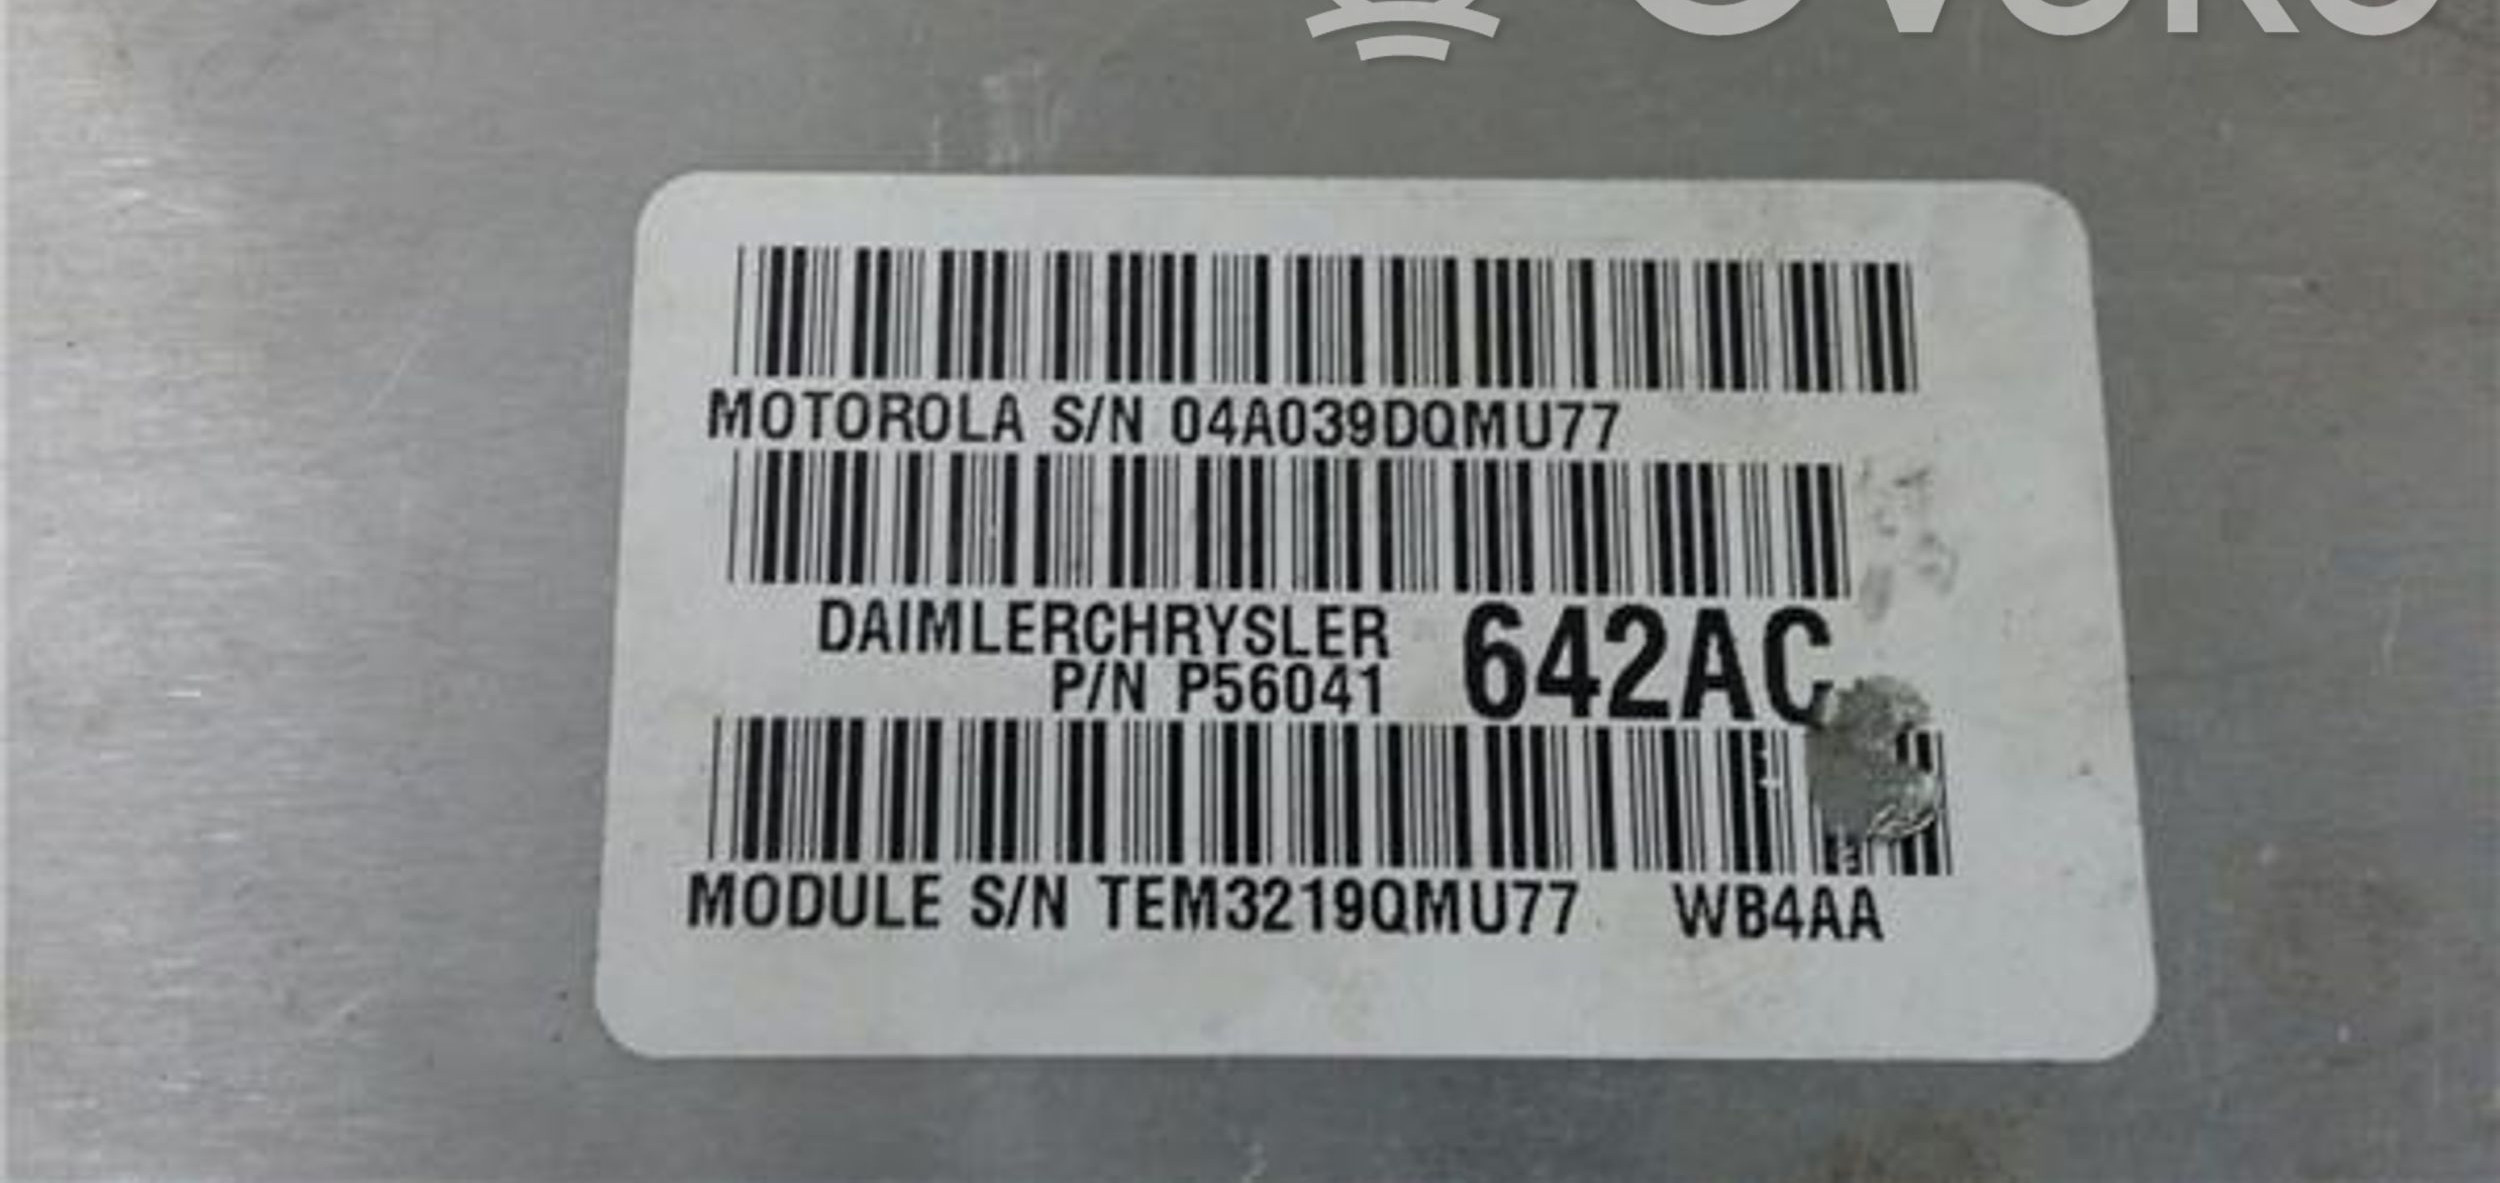 MOTOROLA S/N 04A039DQMU77
DAIMLERCHRYSLER 642AC
P/N P56041
MODULE S/N TEM3219QMU77 WB4AA